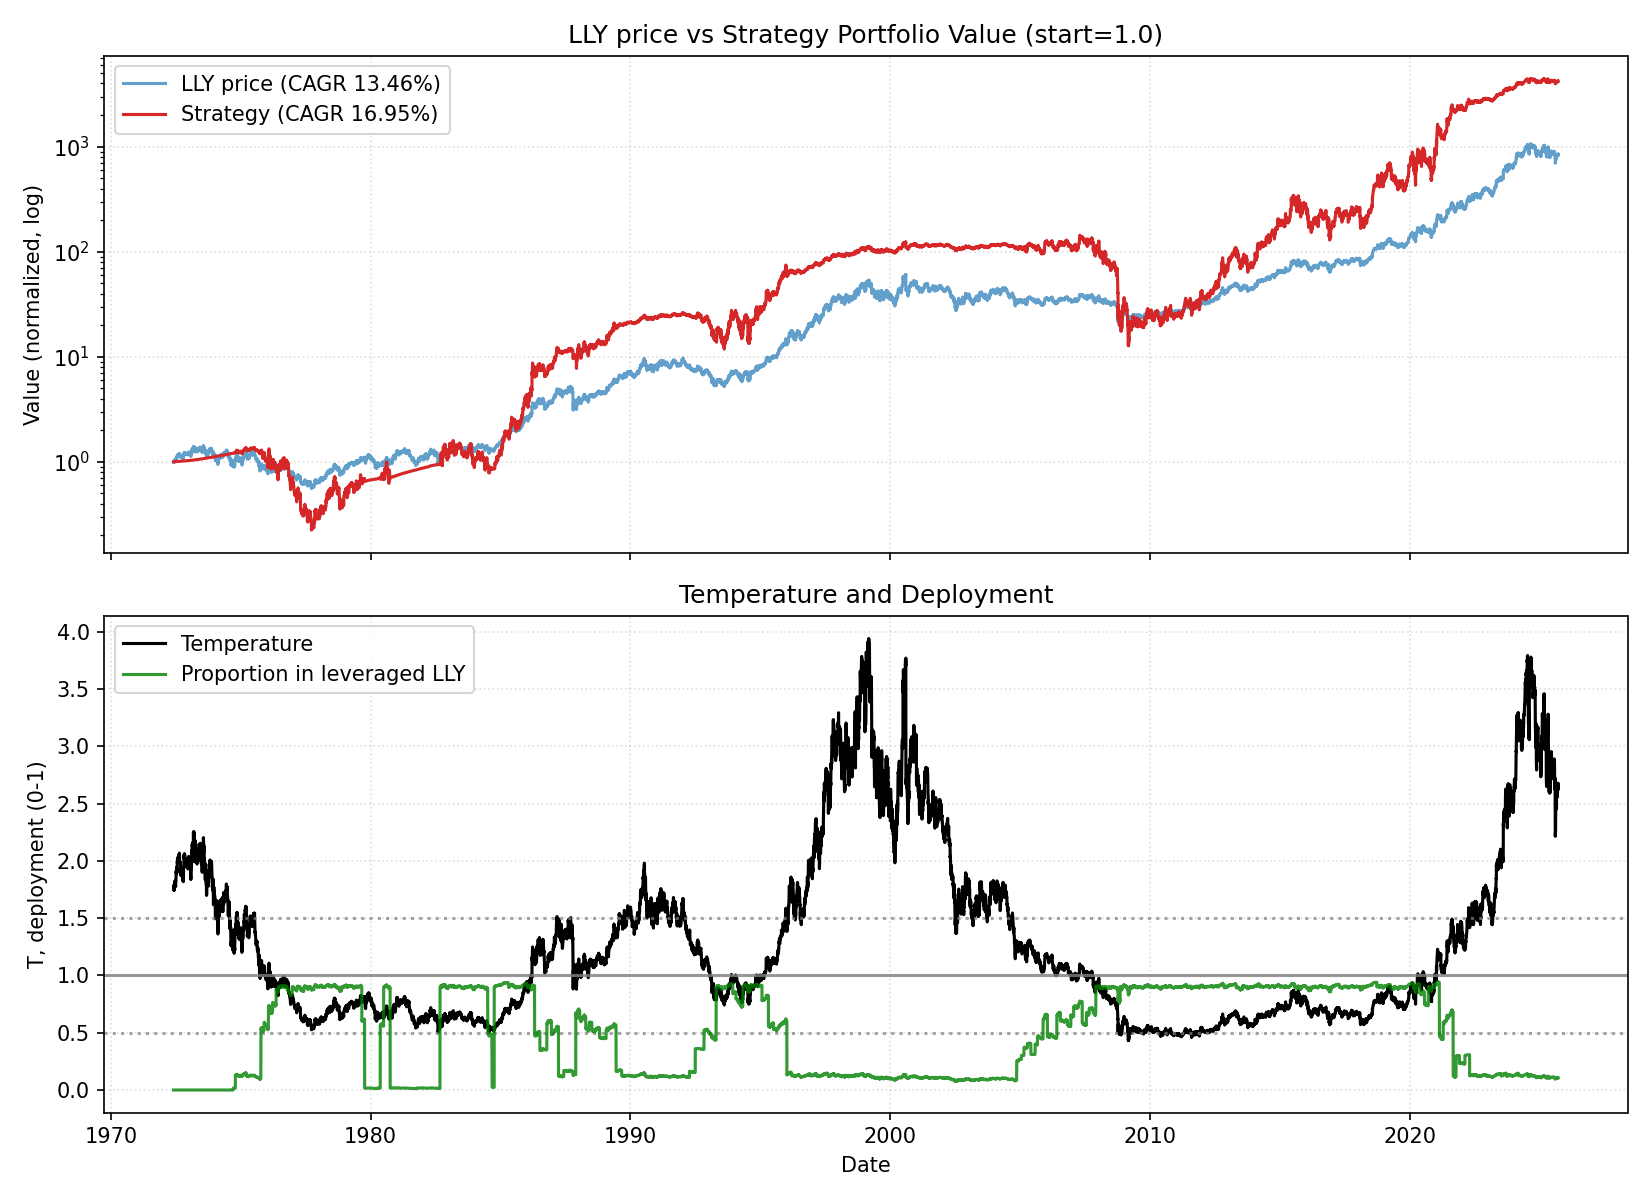 LLY price vs Strategy Portfolio Value (start=1.0)
LLY price (CAGR 13.46%)
Strategy (CAGR 16.95%)
Value (normalized, log)
10³
10²
10¹
10⁰
Temperature and Deployment
Temperature
Proportion in leveraged LLY
T, deployment (0-1)
4.0
3.5
3.0
2.5
2.0
1.5
1.0
0.5
0.0
1970 1980 1990 2000 2010 2020
Date